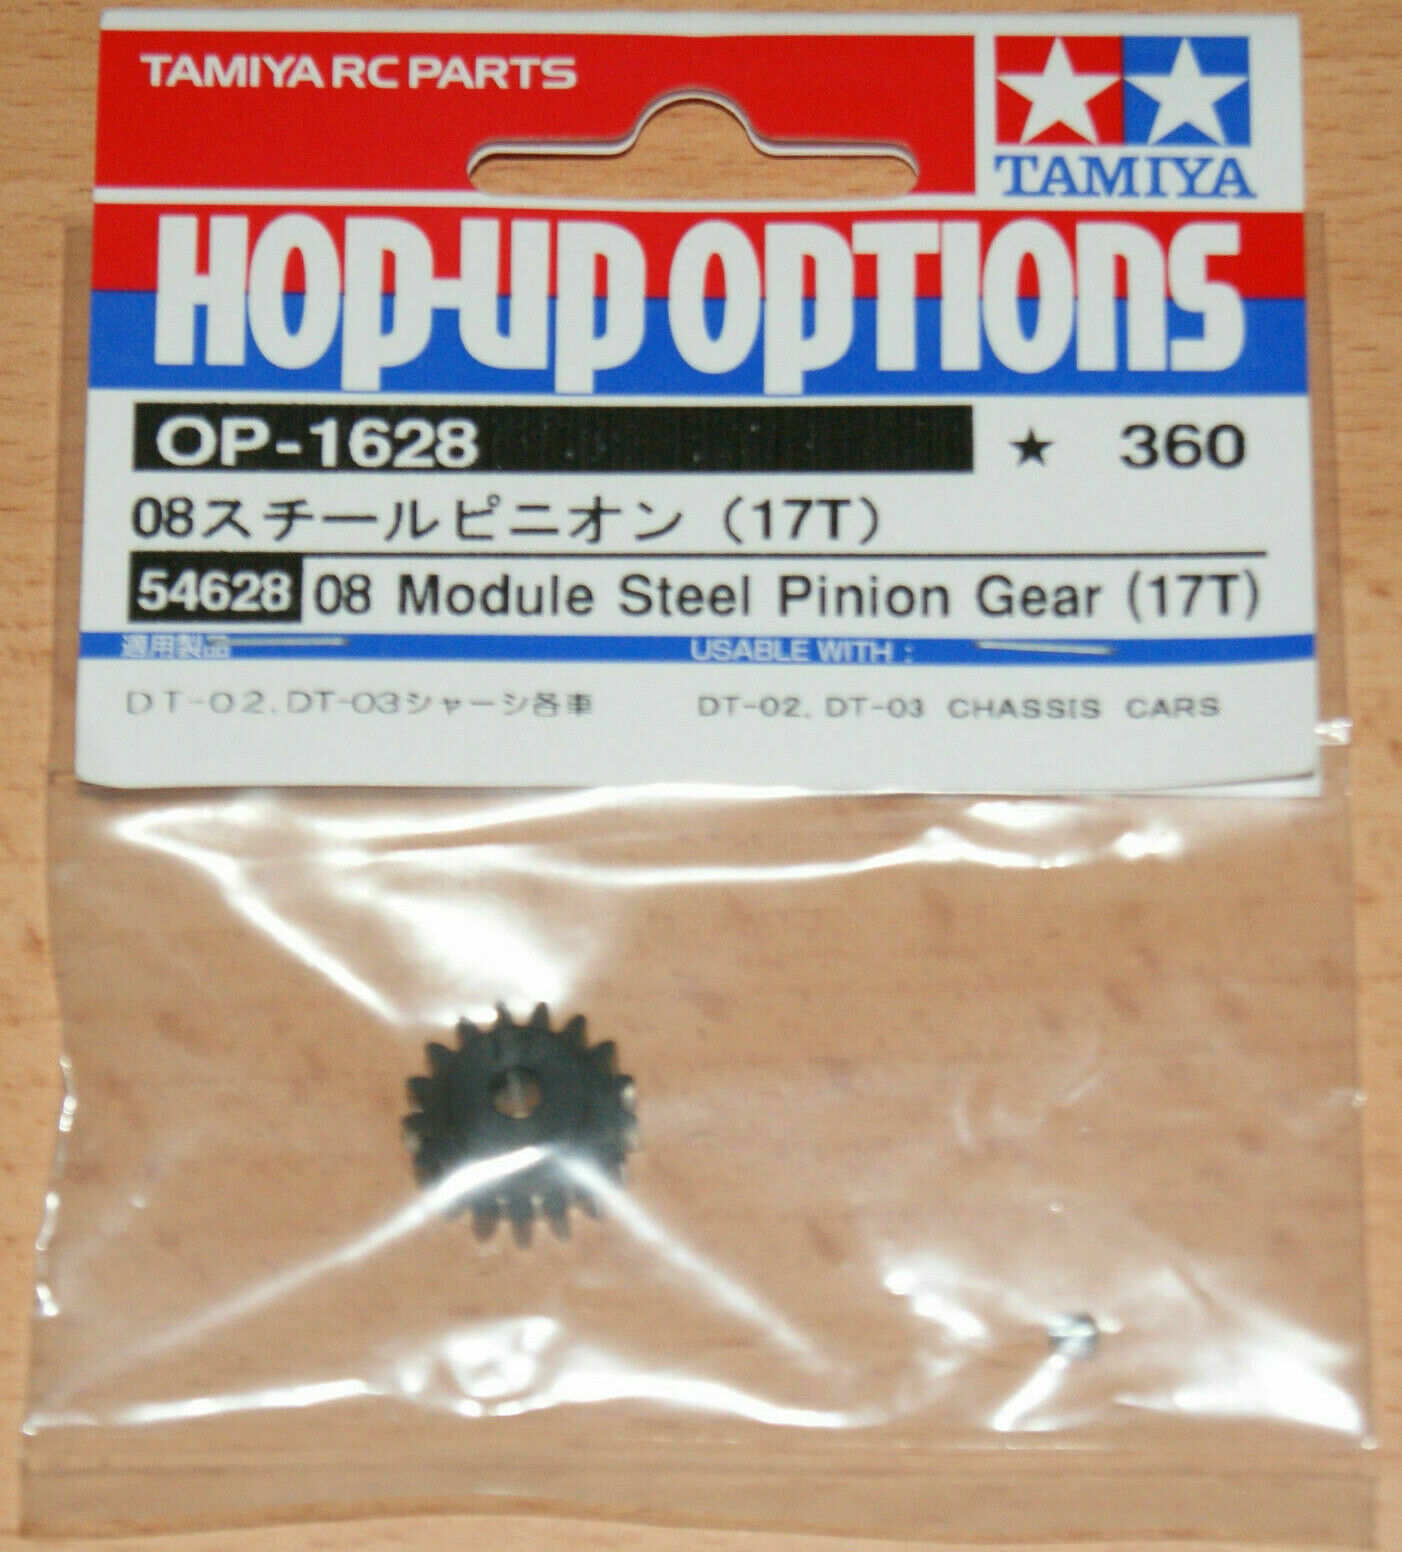 TAMIYA RC PARTS
TAMIYA
HOP-UP OPTIONS
OP-1628 ★ 360
08スチールピニオン (17T)
54628 08 Module Steel Pinion Gear (17T)
適用製品 USABLE WITH :
DT-02, DT-03シャーシ各車 DT-02, DT-03 CHASSIS CARS